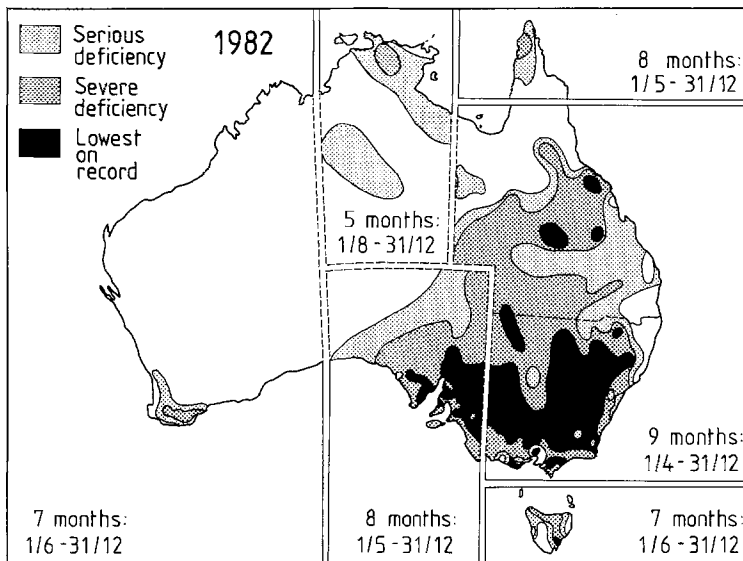 Serious
deficiency
1982
Severe
deficiency
Lowest
on
record
8 months:
1/5-31/12
5 months:
1/8-31/12
9 months:
1/4-31/12
7 months:
1/6-31/12
8 months:
1/5-31/12
7 months:
1/6-31/12